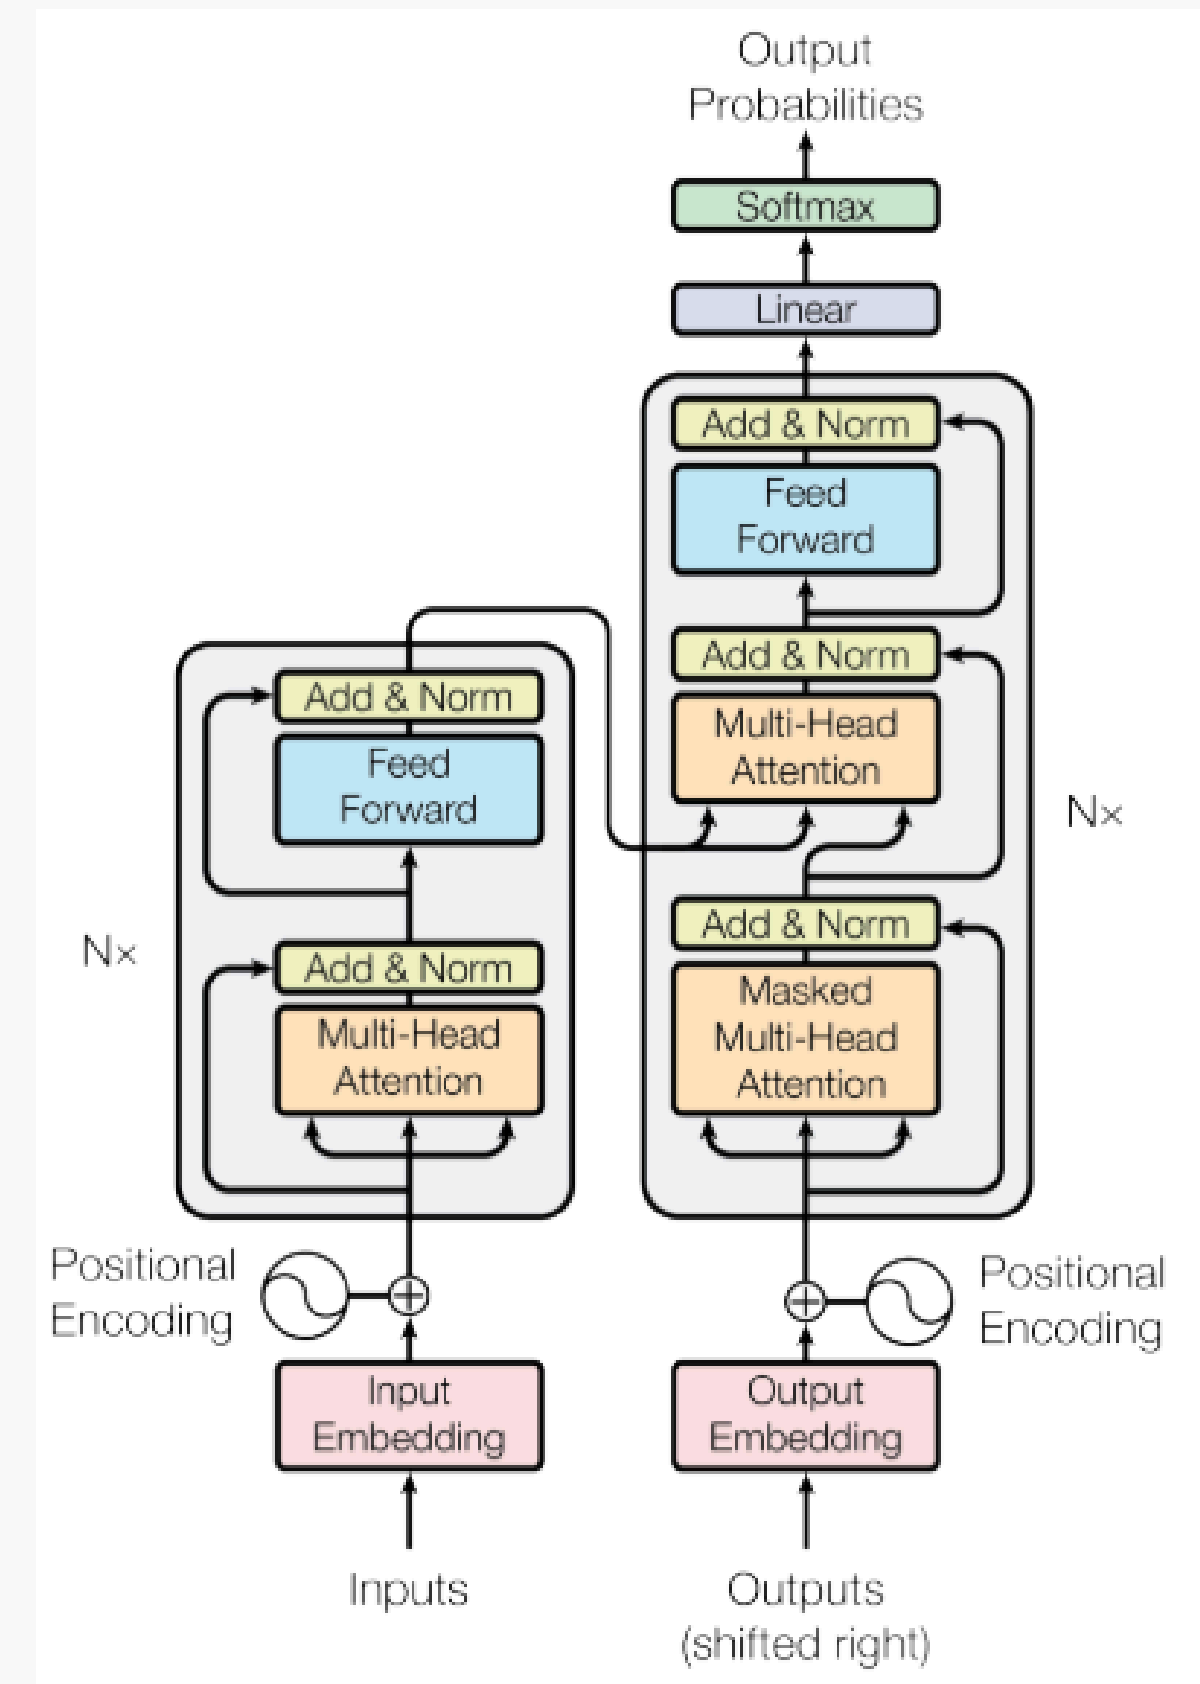 Output
Probabilities
Softmax
Linear
Add & Norm
Feed
Forward
Add & Norm
Multi-Head
Attention
Nx
Add & Norm
Masked
Multi-Head
Attention
Add & Norm
Feed
Forward
Nx
Add & Norm
Multi-Head
Attention
Positional
Encoding
Positional
Encoding
Input
Embedding
Output
Embedding
Inputs
Outputs
(shifted right)